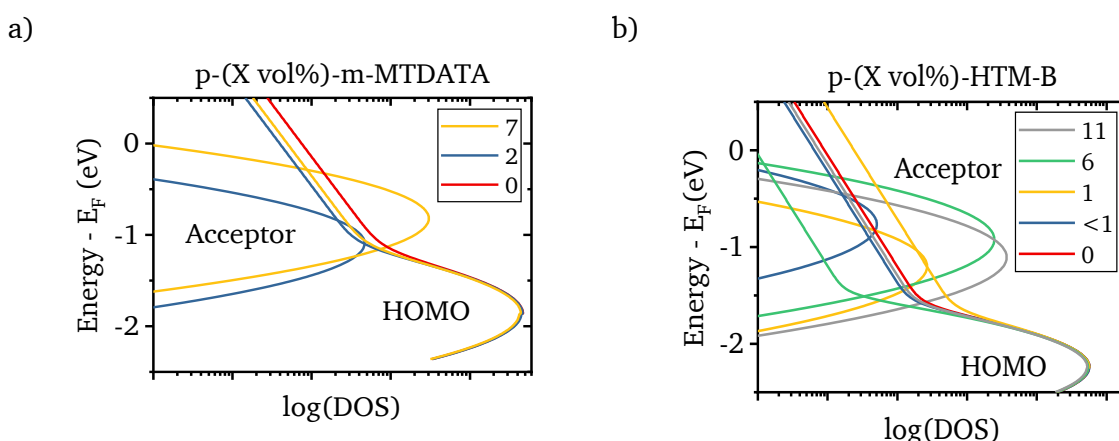 a)
p-(X vol%)-m-MTDATA
Energy - E_F (eV)
0
-1
-2
7
2
0
Acceptor
HOMO
log(DOS)
b)
p-(X vol%)-HTM-B
Energy - E_F(eV)
0
-1
-2
11
6
1
<1
0
Acceptor
HOMO
log(DOS)